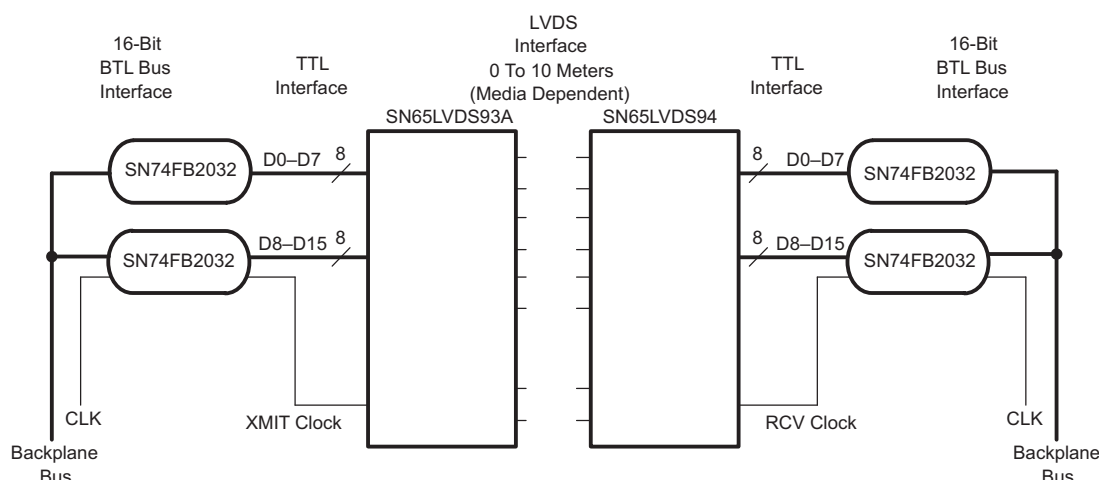 LVDS
Interface
0 To 10 Meters
(Media Dependent)
16-Bit
BTL Bus
Interface
TTL
Interface
TTL
Interface
16-Bit
BTL Bus
Interface
SN65LVDS93A
SN65LVDS94
SN74FB2032
D0–D7
8
8
D0–D7
SN74FB2032
SN74FB2032
D8–D15
8
8
D8–D15
SN74FB2032
CLK
XMIT Clock
RCV Clock
CLK
Backplane
Bus
Backplane
Bus